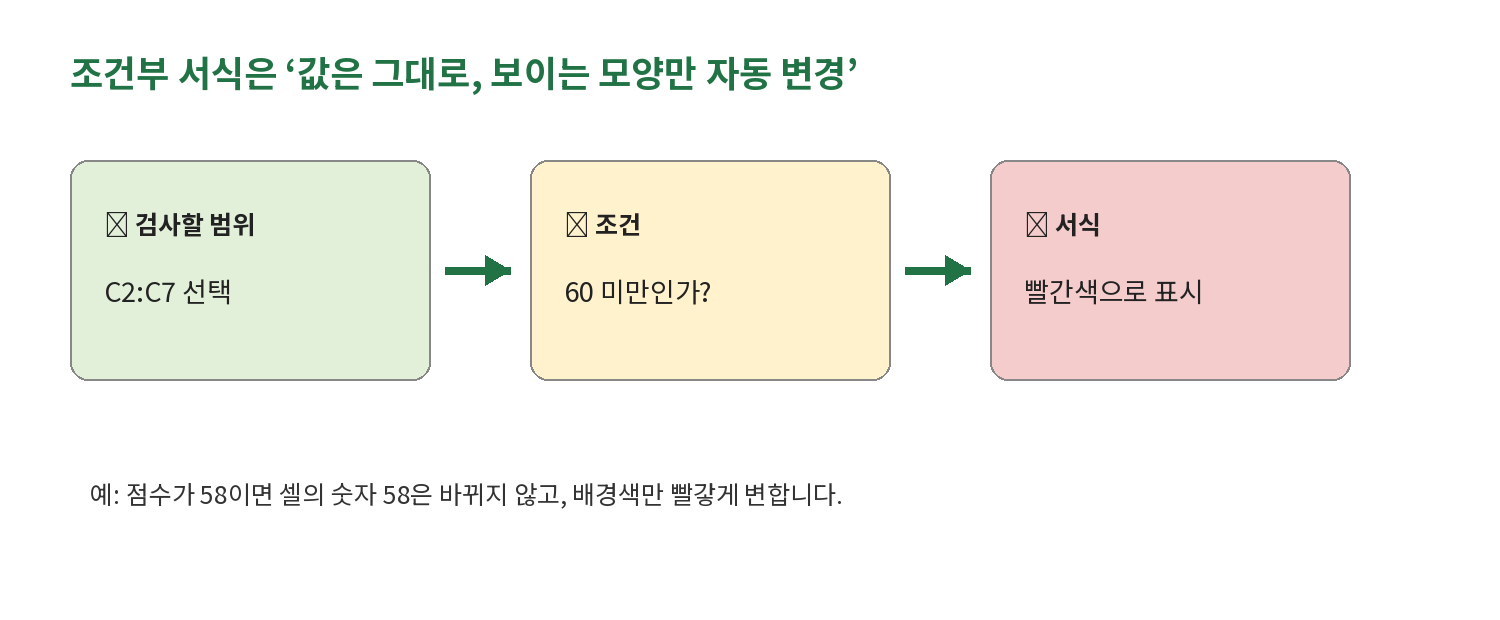 조건부 서식은 ‘값은 그대로, 보이는 모양만 자동 변경’
검사할 범위
C2:C7 선택
조건
60 미만인가?
서식
빨간색으로 표시
예: 점수가 58이면 셀의 숫자 58은 바뀌지 않고, 배경색만 빨갛게 변합니다.